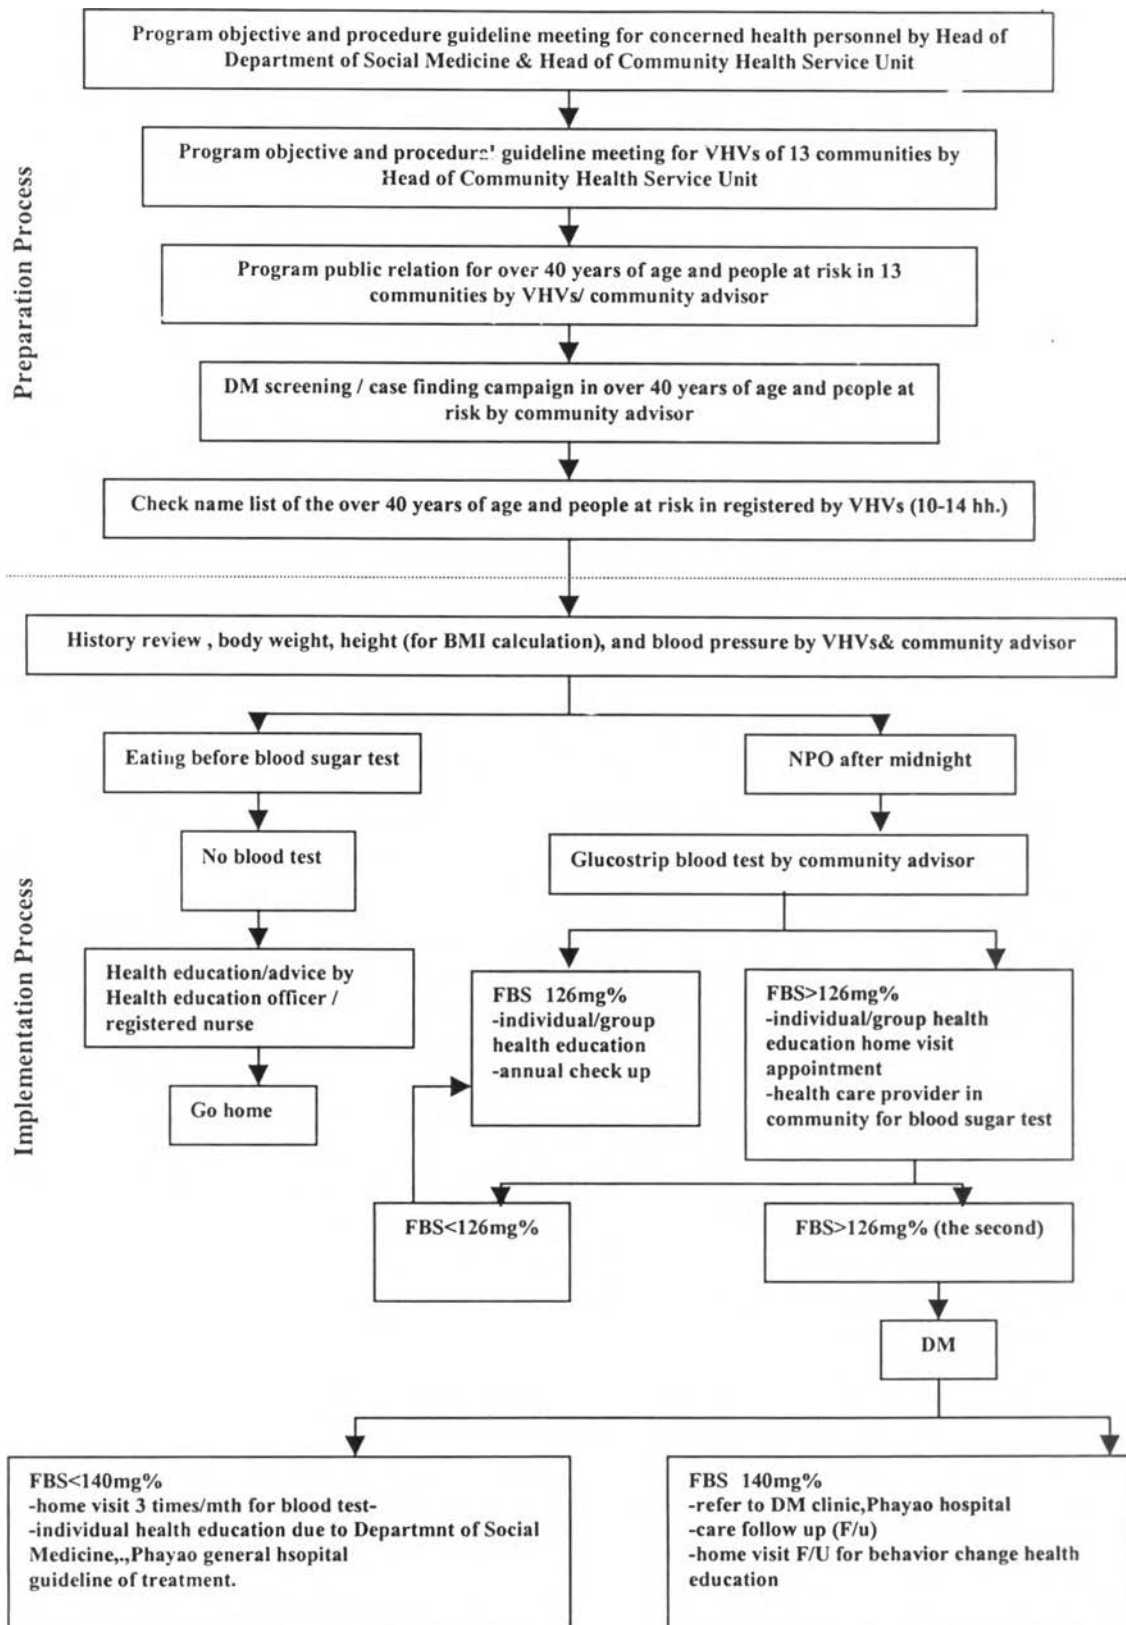 Program objective and procedure guideline meeting for concerned health personnel by Head of
Department of Social Medicine & Head of Community Health Service Unit
Preparation Process
Program objective and guideline meeting for VHVs of 13 communities by
Head of Community Health Service Unit
Program public relation for over 40 years of age and people at risk in 13
communities by VHVs/ community advisor
DM screening / case finding campaign in over 40 years of age and people at
risk by community advisor
Check name list of the over 40 years of age and people at risk in registered by VHVs (10-14 hh.)
Implementation Process
History review , body weight, height (for BMI calculation), and blood pressure by VHVs& community advisor
Eating before blood sugar test
NPO after midnight
No blood test
Glucostrip blood test by community advisor
Health education/advice by
Health education officer /
registered nurse
Go home
FBS 126mg%
-individual/group
health education
-annual check up
FBS>126mg%
-individual/group health
education home visit
appointment
-health care provider in
community for blood sugar test
FBS<126mg%
FBS>126mg% (the second)
DM
FBS<140mg%
-home visit 3 times/mth for blood test-
-individual health education due to Departmnt of Social
Medicine,.,Phayao general hsopital
guideline of treatment.
FBS 140mg%
-refer to DM clinic,Phayao hospital
-care follow up (F/u)
-home visit F/U for behavior change health
education